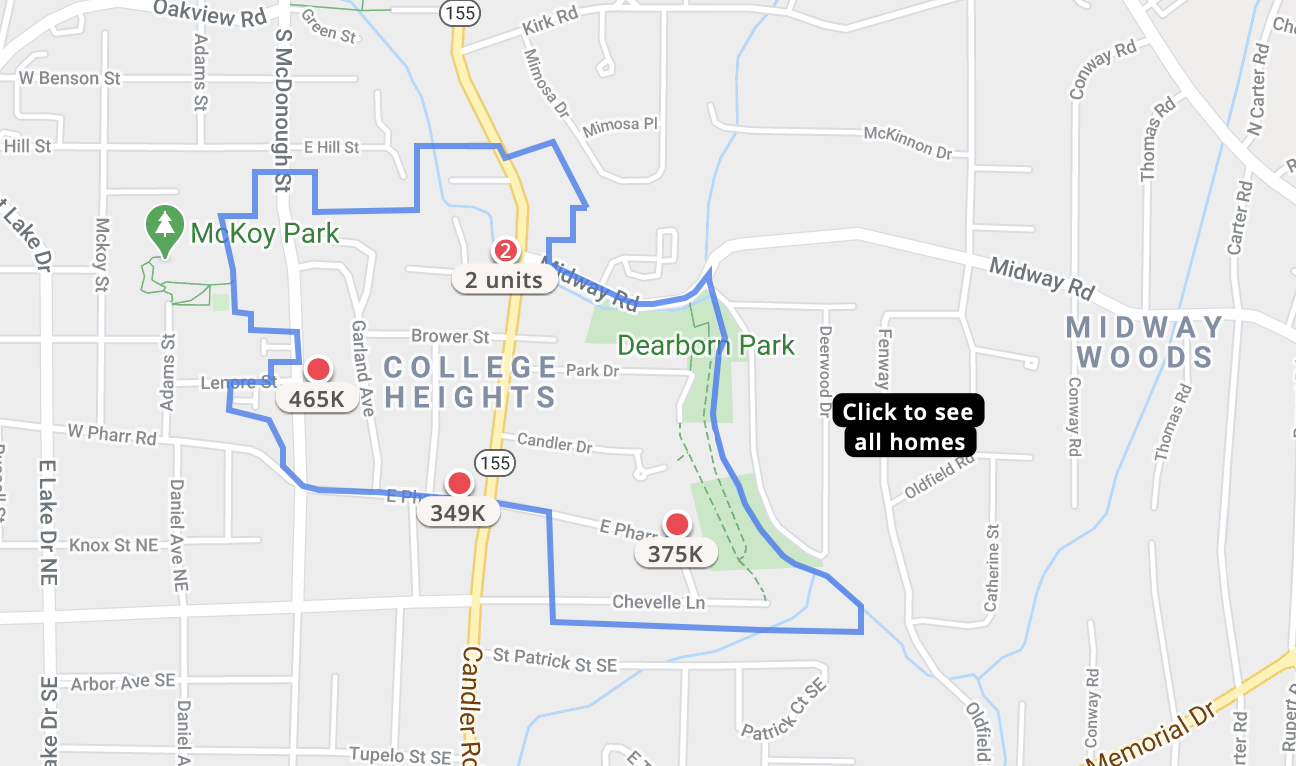 Oakview Rd
155
Kirk Rd
Green St
S McDonough St
Adams St
W Benson St
Mimosa Dr
Mimosa Pl
Conway Rd
N Carter Rd
Thomas Rd
McKinnon Dr
Hill St
E Hill St
McKoy Park
Mckoy St
Lake Dr
Carter Rd
2
2 units
Midway Rd
Midway Rd
MIDWAY
WOODS
Brower St
Garland Ave
Dearborn Park
COLLEGE
HEIGHTS
Park Dr
Deerwood Dr
Fenway
Adams St
Lenore St
465K
Click to see
all homes
Conway Rd
Thomas Rd
W Pharr Rd
Candler Dr
155
Oldfield Rd
E Lake Dr NE
Daniel Ave NE
349K
E Pharr
375K
Knox St NE
Catherine St
Chevelle Ln
St Patrick St SE
Arbor Ave SE
Candler Rd
Patrick Ct SE
Conway Rd
Oldfield
Memorial Dr
Tupelo St SE